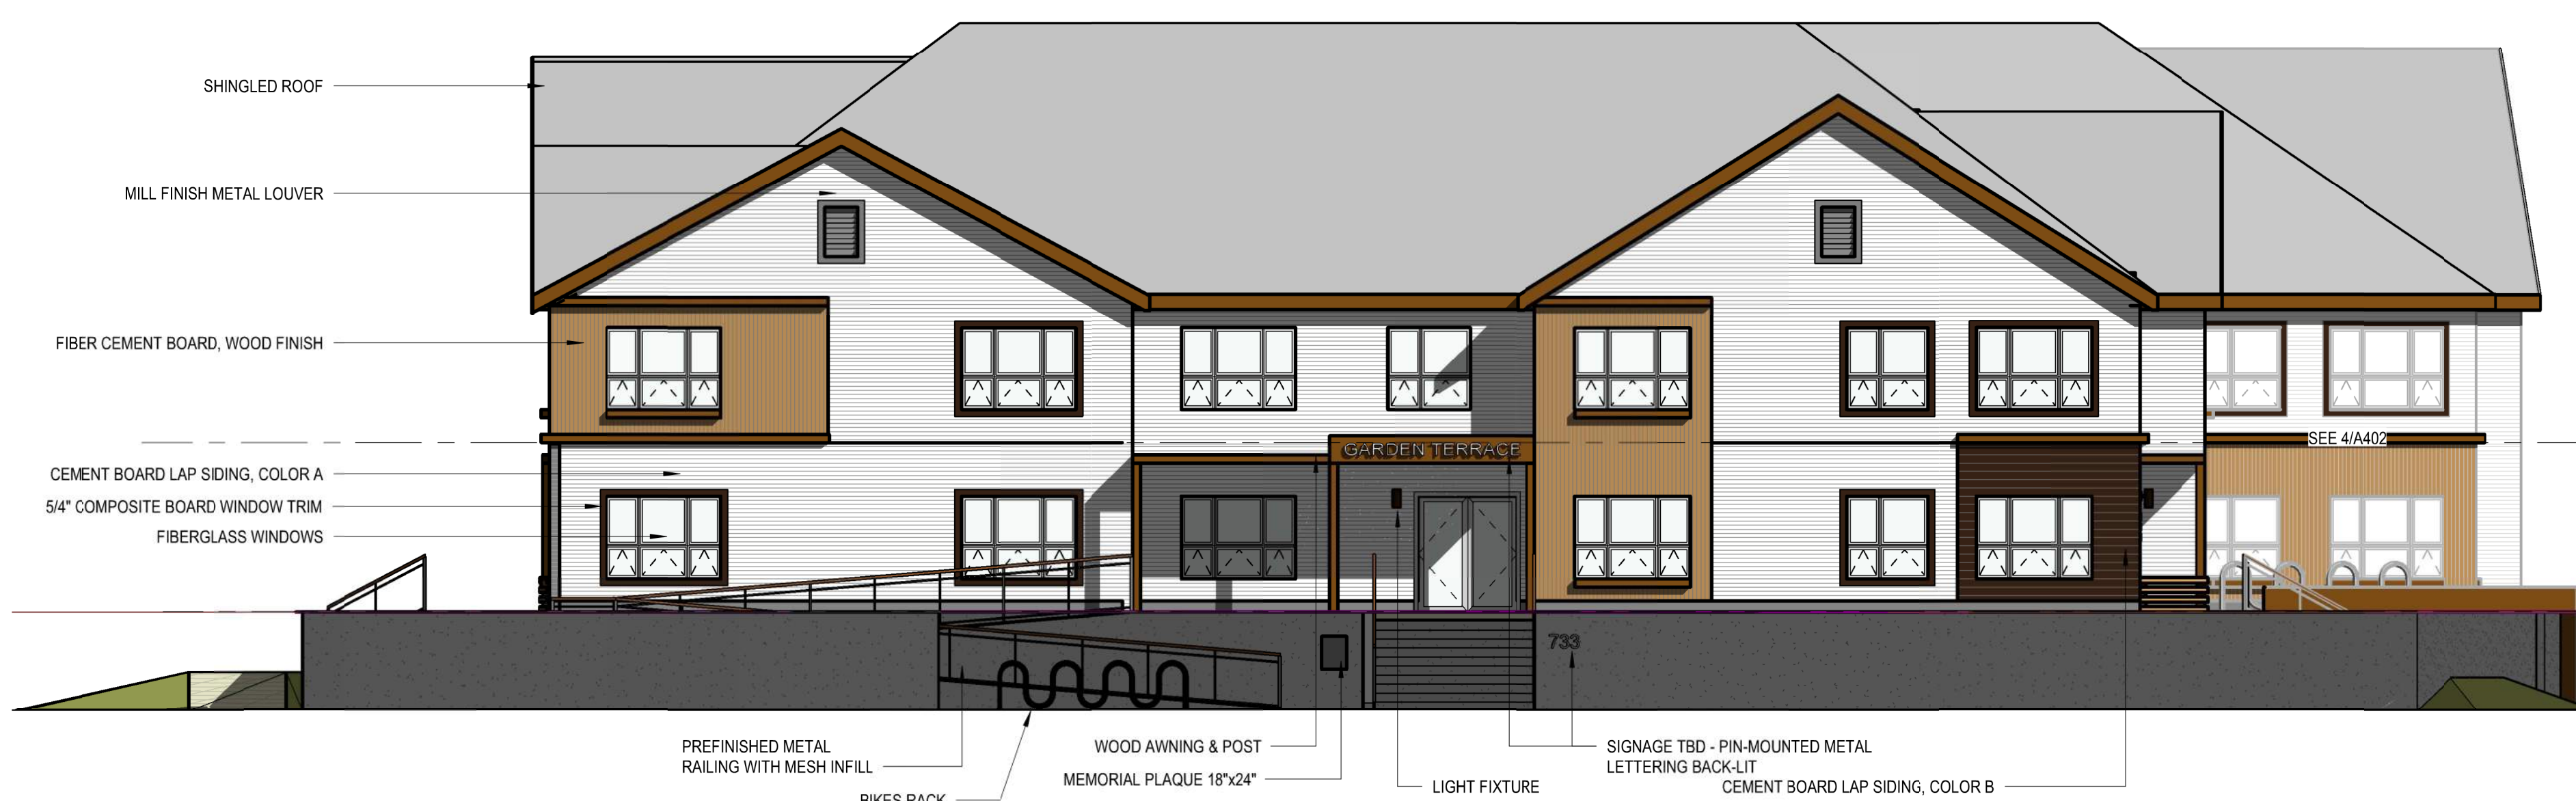 SHINGLED ROOF
MILL FINISH METAL LOUVER
FIBER CEMENT BOARD, WOOD FINISH
GARDEN TERRACE
SEE 4/A402
CEMENT BOARD LAP SIDING, COLOR A
5/4" COMPOSITE BOARD WINDOW TRIM
FIBERGLASS WINDOWS
733
PREFINISHED METAL
RAILING WITH MESH INFILL
BIKES RACK
WOOD AWNING & POST
MEMORIAL PLAQUE 18"x24"
LIGHT FIXTURE
SIGNAGE TBD - PIN-MOUNTED METAL
LETTERING BACK-LIT
CEMENT BOARD LAP SIDING, COLOR B